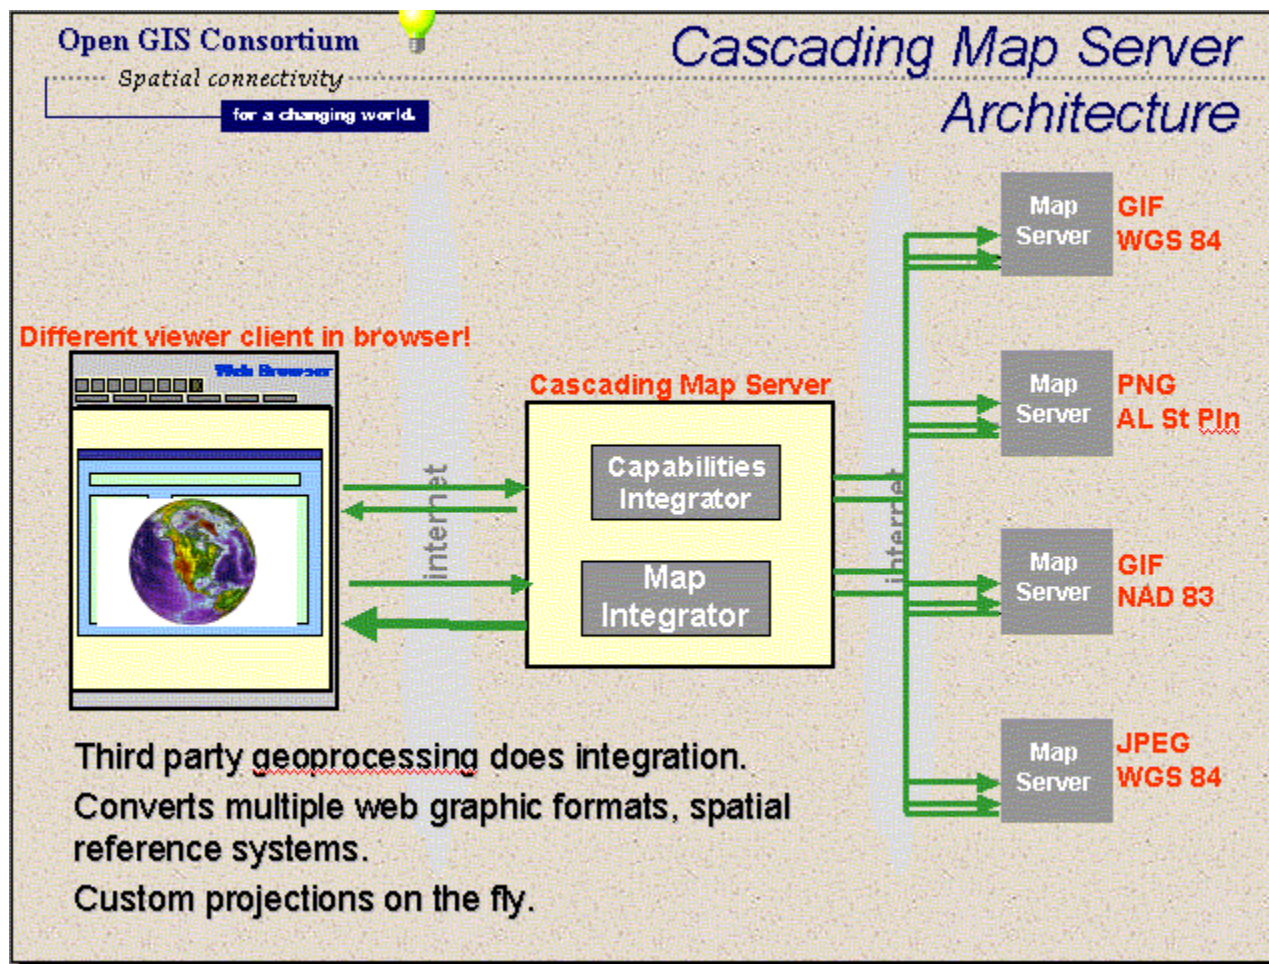 Open GIS Consortium
Spatial connectivity
for a changing world.
Cascading Map Server
Architecture
Different viewer client in browser!
Web Browser
internet
Cascading Map Server
Capabilities
Integrator
Map
Integrator
internet
Map
Server
GIF
WGS 84
Map
Server
PNG
AL St Pln
Map
Server
GIF
NAD 83
Map
Server
JPEG
WGS 84
Third party geoprocessing does integration.
Converts multiple web graphic formats, spatial
reference systems.
Custom projections on the fly.